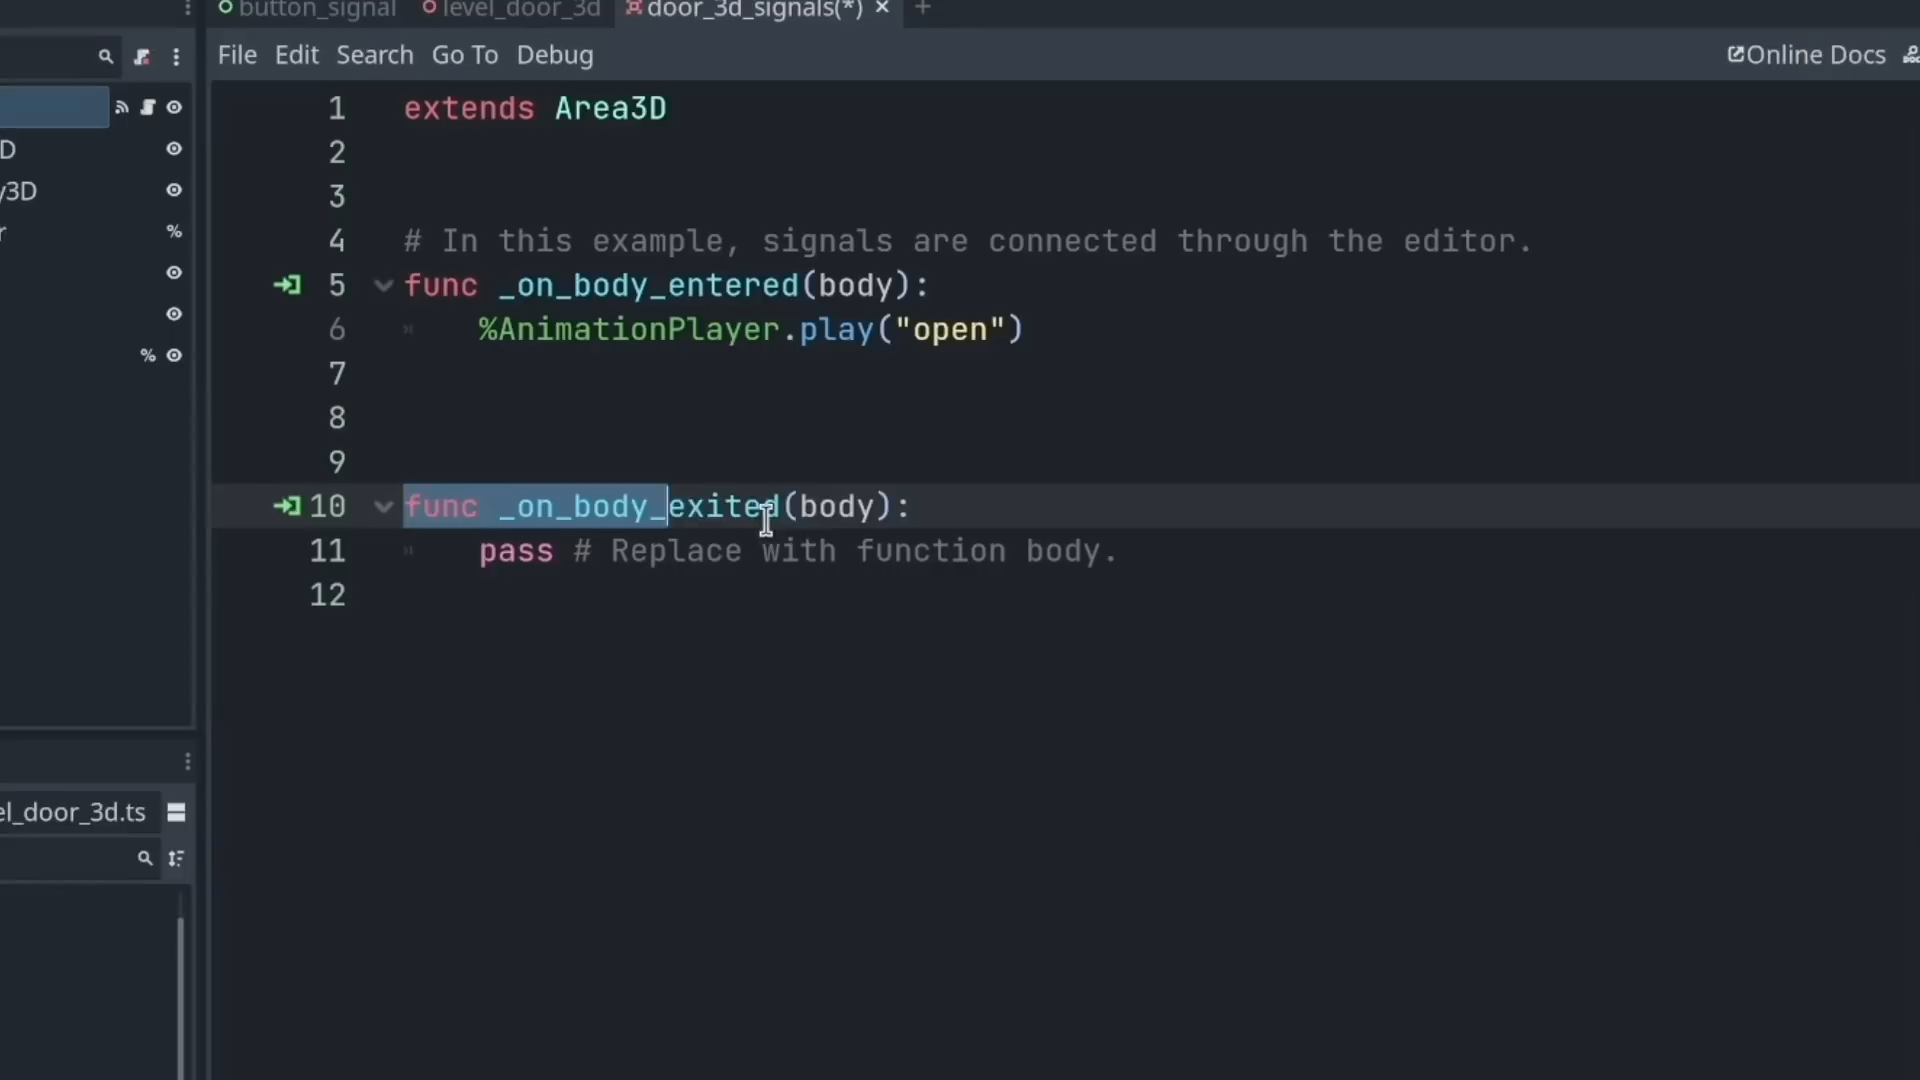 button_signal level_door_3d door_3d_signals(*)
File Edit Search Go To Debug Online Docs
1 extends Area3D
2
3
4 # In this example, signals are connected through the editor.
5 func _on_body_entered(body):
6 %AnimationPlayer.play("open")
7
8
9
10 func _on_body_exited(body):
11 pass # Replace with function body.
12
D
y3D
r
%
%
el_door_3d.ts